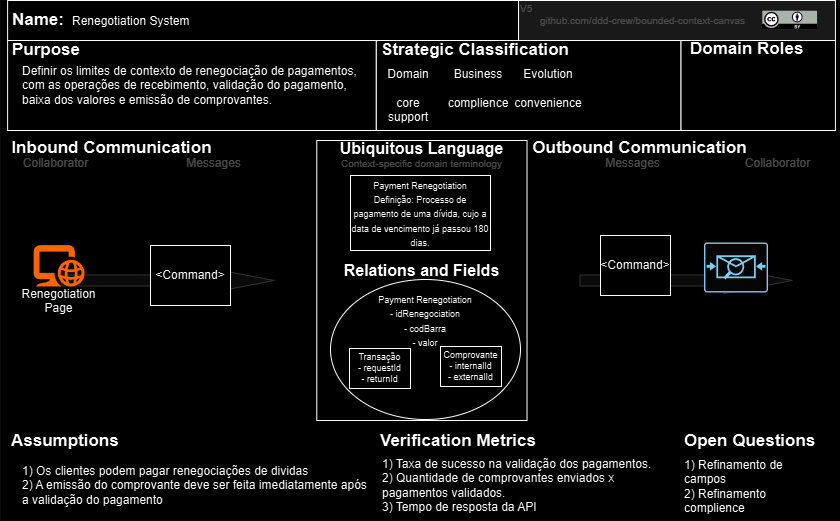 Name: Renegotiation System
V5
github.com/ddd-crew/bounded-context-canvas
cc
BY
Purpose
Definir os limites de contexto de renegociação de pagamentos,
com as operações de recebimento, validação do pagamento,
baixa dos valores e emissão de comprovantes.
Strategic Classification
Domain Business Evolution
core complience convenience
support
Domain Roles
Inbound Communication
Collaborator Messages
Renegotiation
Page
<Command>
Ubiquitous Language
Context-specific domain terminology
Payment Renegotiation
Definição: Processo de
pagamento de uma dívida, cujo a
data de vencimento já passou 180
dias.
Relations and Fields
Payment Renegotiation
- idRenegociation
- codBarra
- valor
Transação
- requestId
- returnId
Comprovante
- internalId
- externalId
Outbound Communication
Messages Collaborator
<Command>
Assumptions
1) Os clientes podem pagar renegociações de dividas
2) A emissão do comprovante deve ser feita imediatamente após
a validação do pagamento
Verification Metrics
1) Taxa de sucesso na validação dos pagamentos.
2) Quantidade de comprovantes enviados x
pagamentos validados.
3) Tempo de resposta da API
Open Questions
1) Refinamento de
campos
2) Refinamento
complience